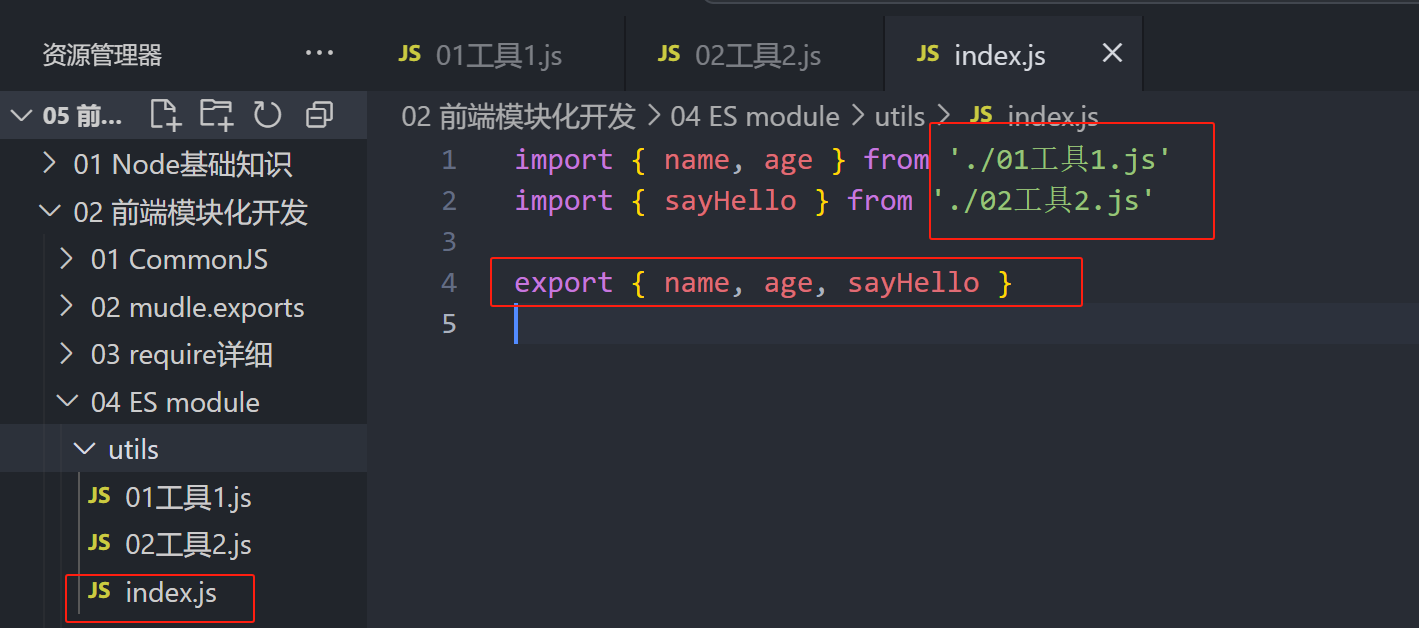 资源管理器 ···
JS 01工具1.js
JS 02工具2.js
JS index.js
05 前...
01 Node基础知识
02 前端模块化开发
01 CommonJS
02 mudle.exports
03 require详细
04 ES module
utils
JS 01工具1.js
JS 02工具2.js
JS index.js
02 前端模块化开发 > 04 ES module > utils > JS index.js
1 import { name, age } from './01工具1.js'
2 import { sayHello } from './02工具2.js'
3
4 export { name, age, sayHello }
5